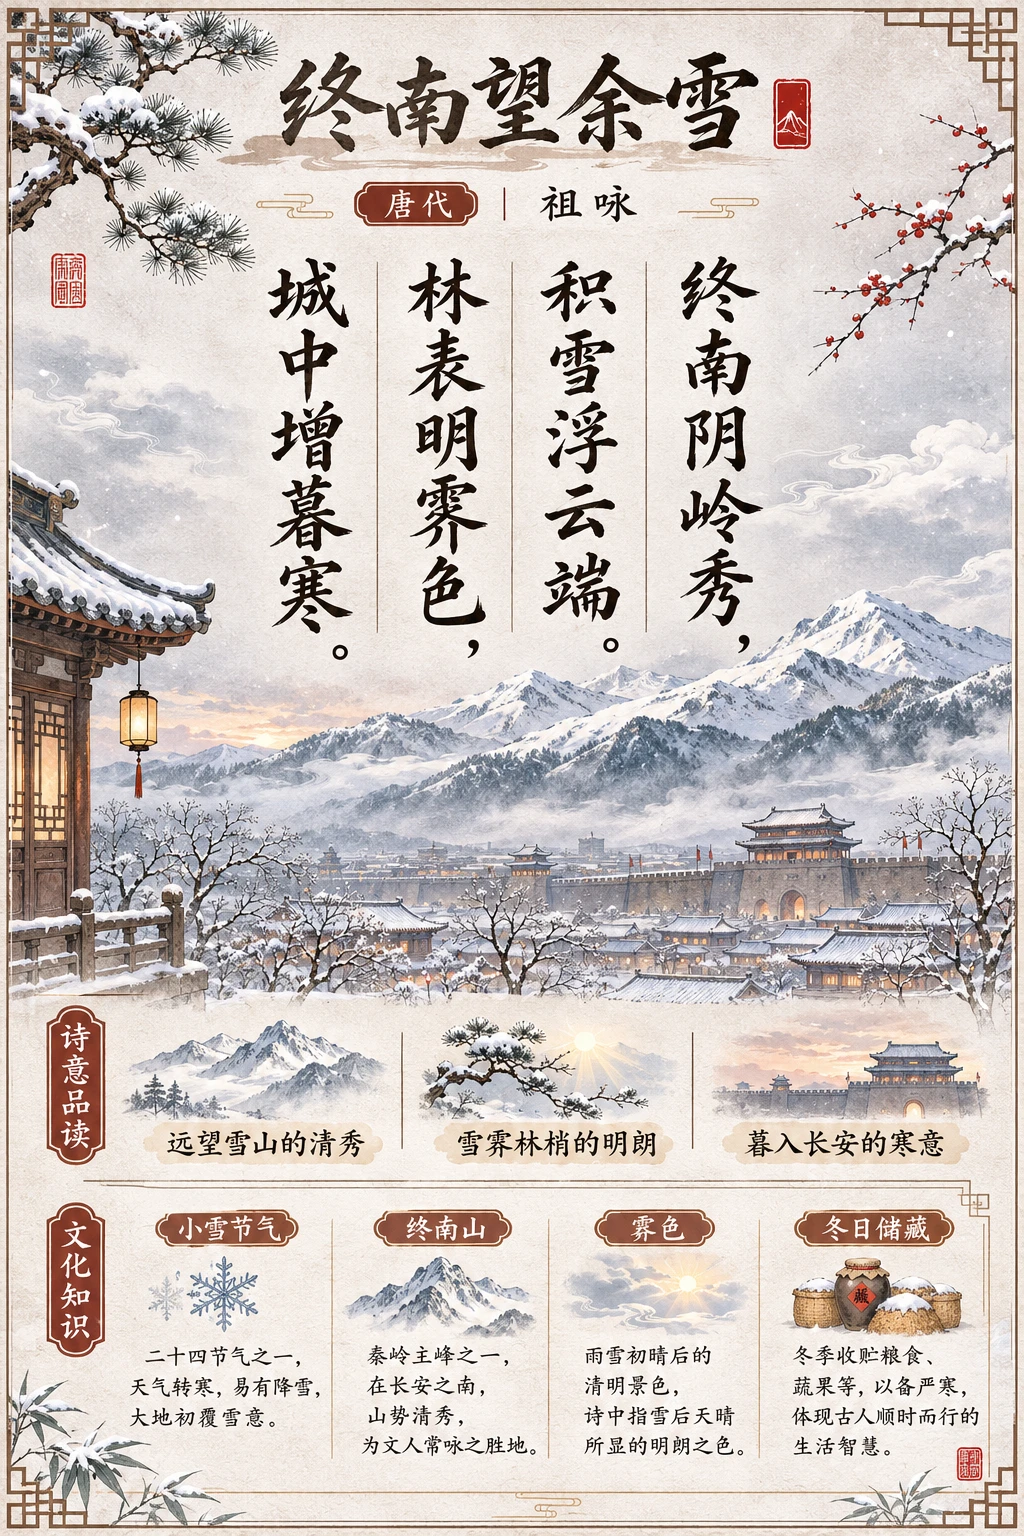 终南望余雪
唐代
祖咏
终南阴岭秀，
积雪浮云端。
林表明霁色，
城中增暮寒。
诗意品读
远望雪山的清秀
雪霁林梢的明朗
暮入长安的寒意
文化知识
小雪节气
二十四节气之一，
天气转寒，易有降雪，
大地初覆雪意。
终南山
秦岭主峰之一，
在长安之南，
山势清秀，
为文人常咏之胜地。
霁色
雨雪初晴后的
清明景色，
诗中指雪后天晴
所显的明朗之色。
冬日储藏
藏
冬季收贮粮食、
蔬果等，以备严寒，
体现古人顺时而行的
生活智慧。